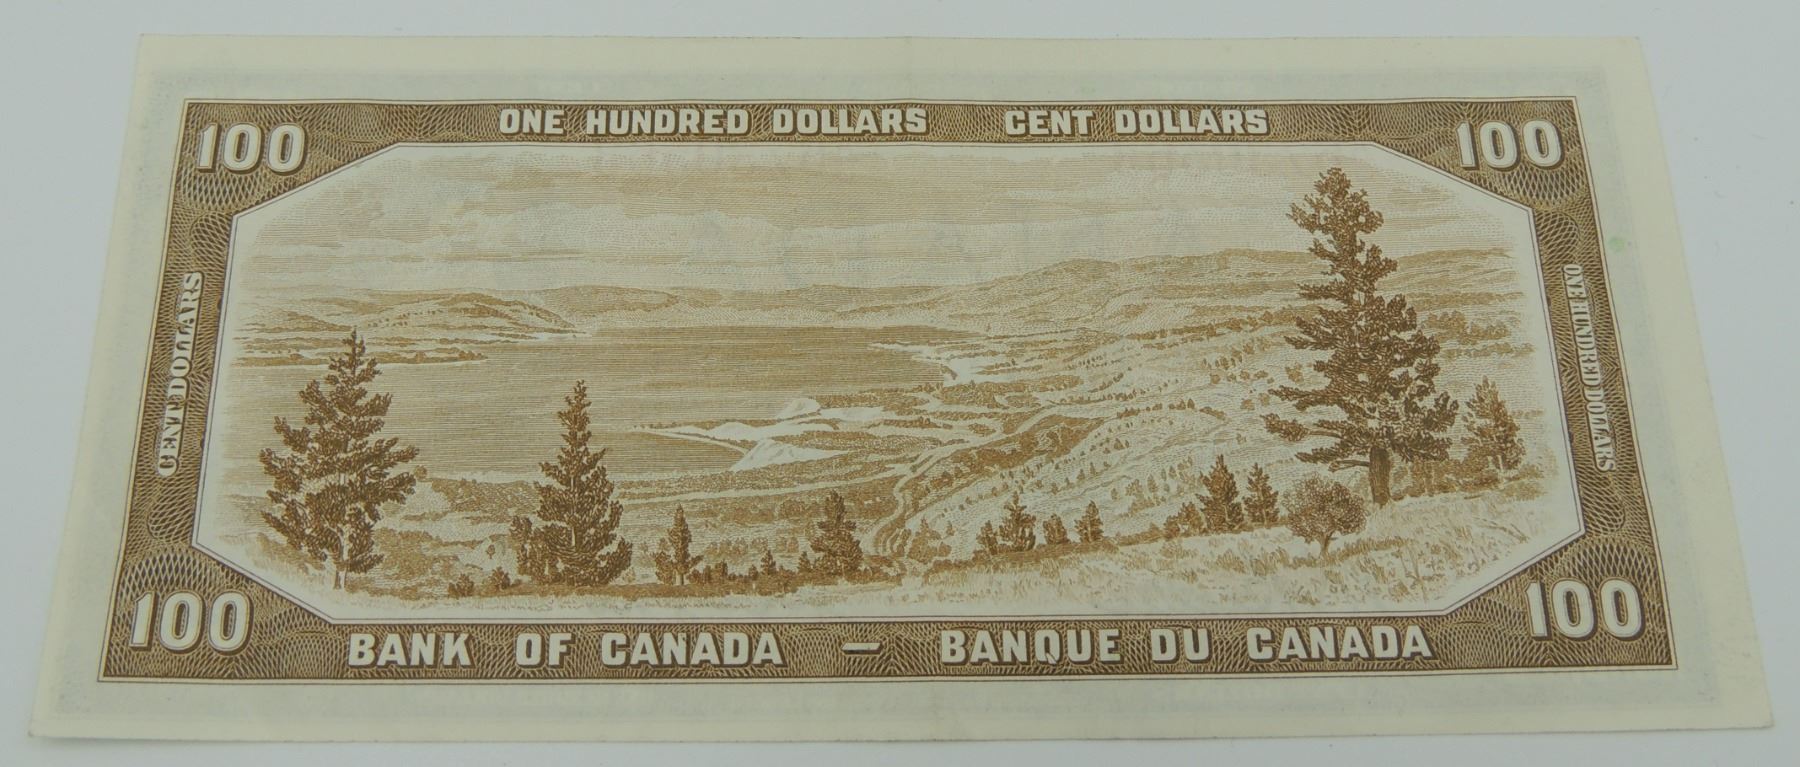 ONE HUNDRED DOLLARS CENT DOLLARS
100
100
CENT DOLLARS
ONE HUNDRED DOLLARS
100
100
BANK OF CANADA — BANQUE DU CANADA